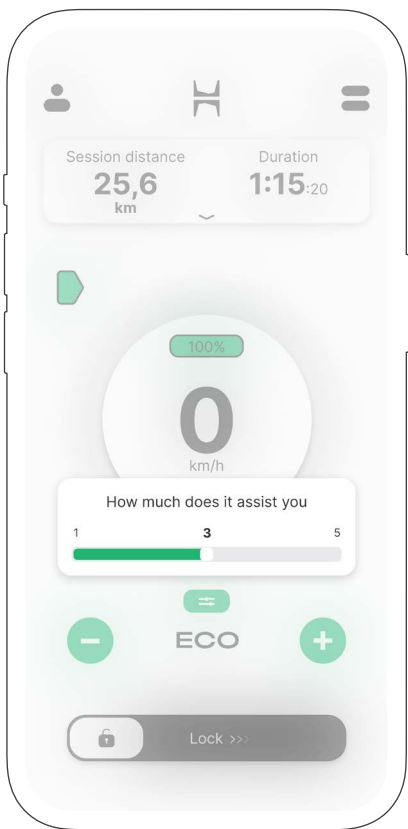 Session distance
Duration
25,6
1:15:20
km
100%
0
km/h
How much does it assist you
1 3 5
ECO
Lock >>>